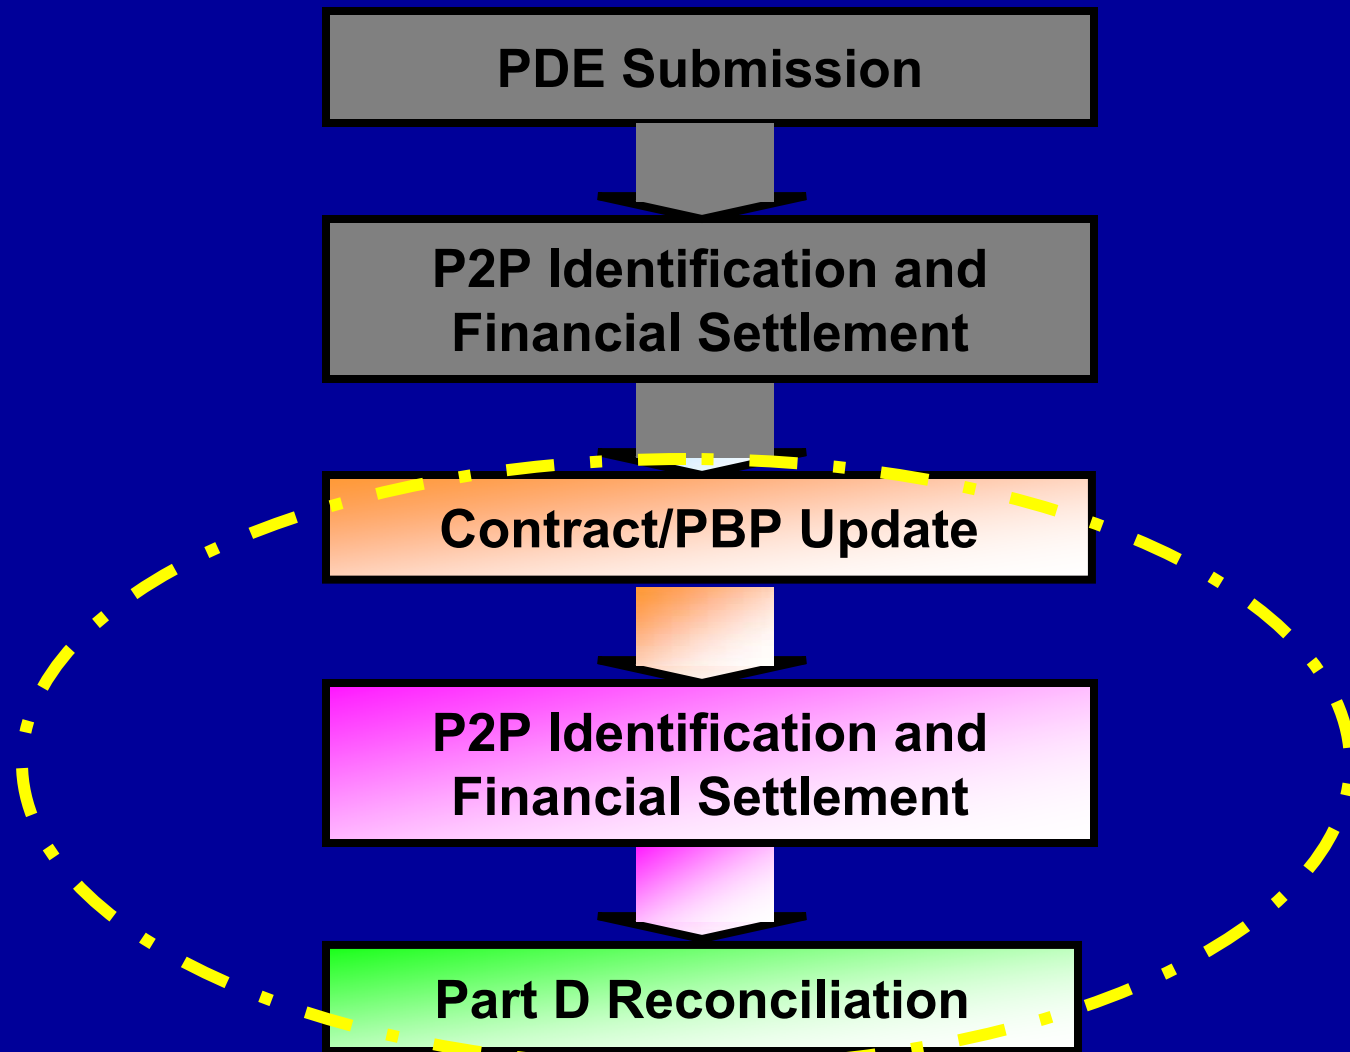 PDE Submission
P2P Identification and
Financial Settlement
Contract/PBP Update
P2P Identification and
Financial Settlement
Part D Reconciliation